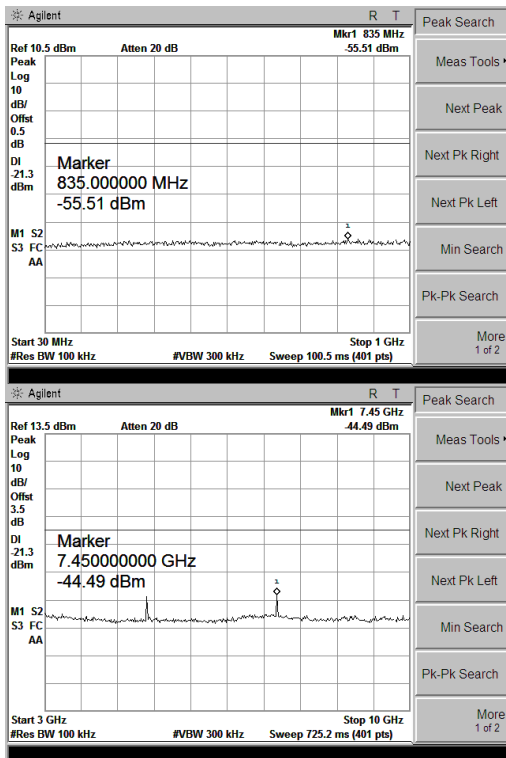 Agilent R T
Peak Search
Mkr1 835 MHz
Ref 10.5 dBm Atten 20 dB -55.51 dBm
Peak
Log
10
dB/
Offst
0.5
dB
DI
-21.3
dBm
Marker
835.000000 MHz
-55.51 dBm
1
M1 S2
S3 FC
AA
Start 30 MHz Stop 1 GHz
#Res BW 100 kHz #VBW 300 kHz Sweep 100.5 ms (401 pts)
Meas Tools
Next Peak
Next Pk Right
Next Pk Left
Min Search
Pk-Pk Search
More
1 of 2
Agilent R T
Peak Search
Mkr1 7.45 GHz
Ref 13.5 dBm Atten 20 dB -44.49 dBm
Peak
Log
10
dB/
Offst
3.5
dB
DI
-21.3
dBm
Marker
7.450000000 GHz
-44.49 dBm
1
M1 S2
S3 FC
AA
Start 3 GHz Stop 10 GHz
#Res BW 100 kHz #VBW 300 kHz Sweep 725.2 ms (401 pts)
Meas Tools
Next Peak
Next Pk Right
Next Pk Left
Min Search
Pk-Pk Search
More
1 of 2